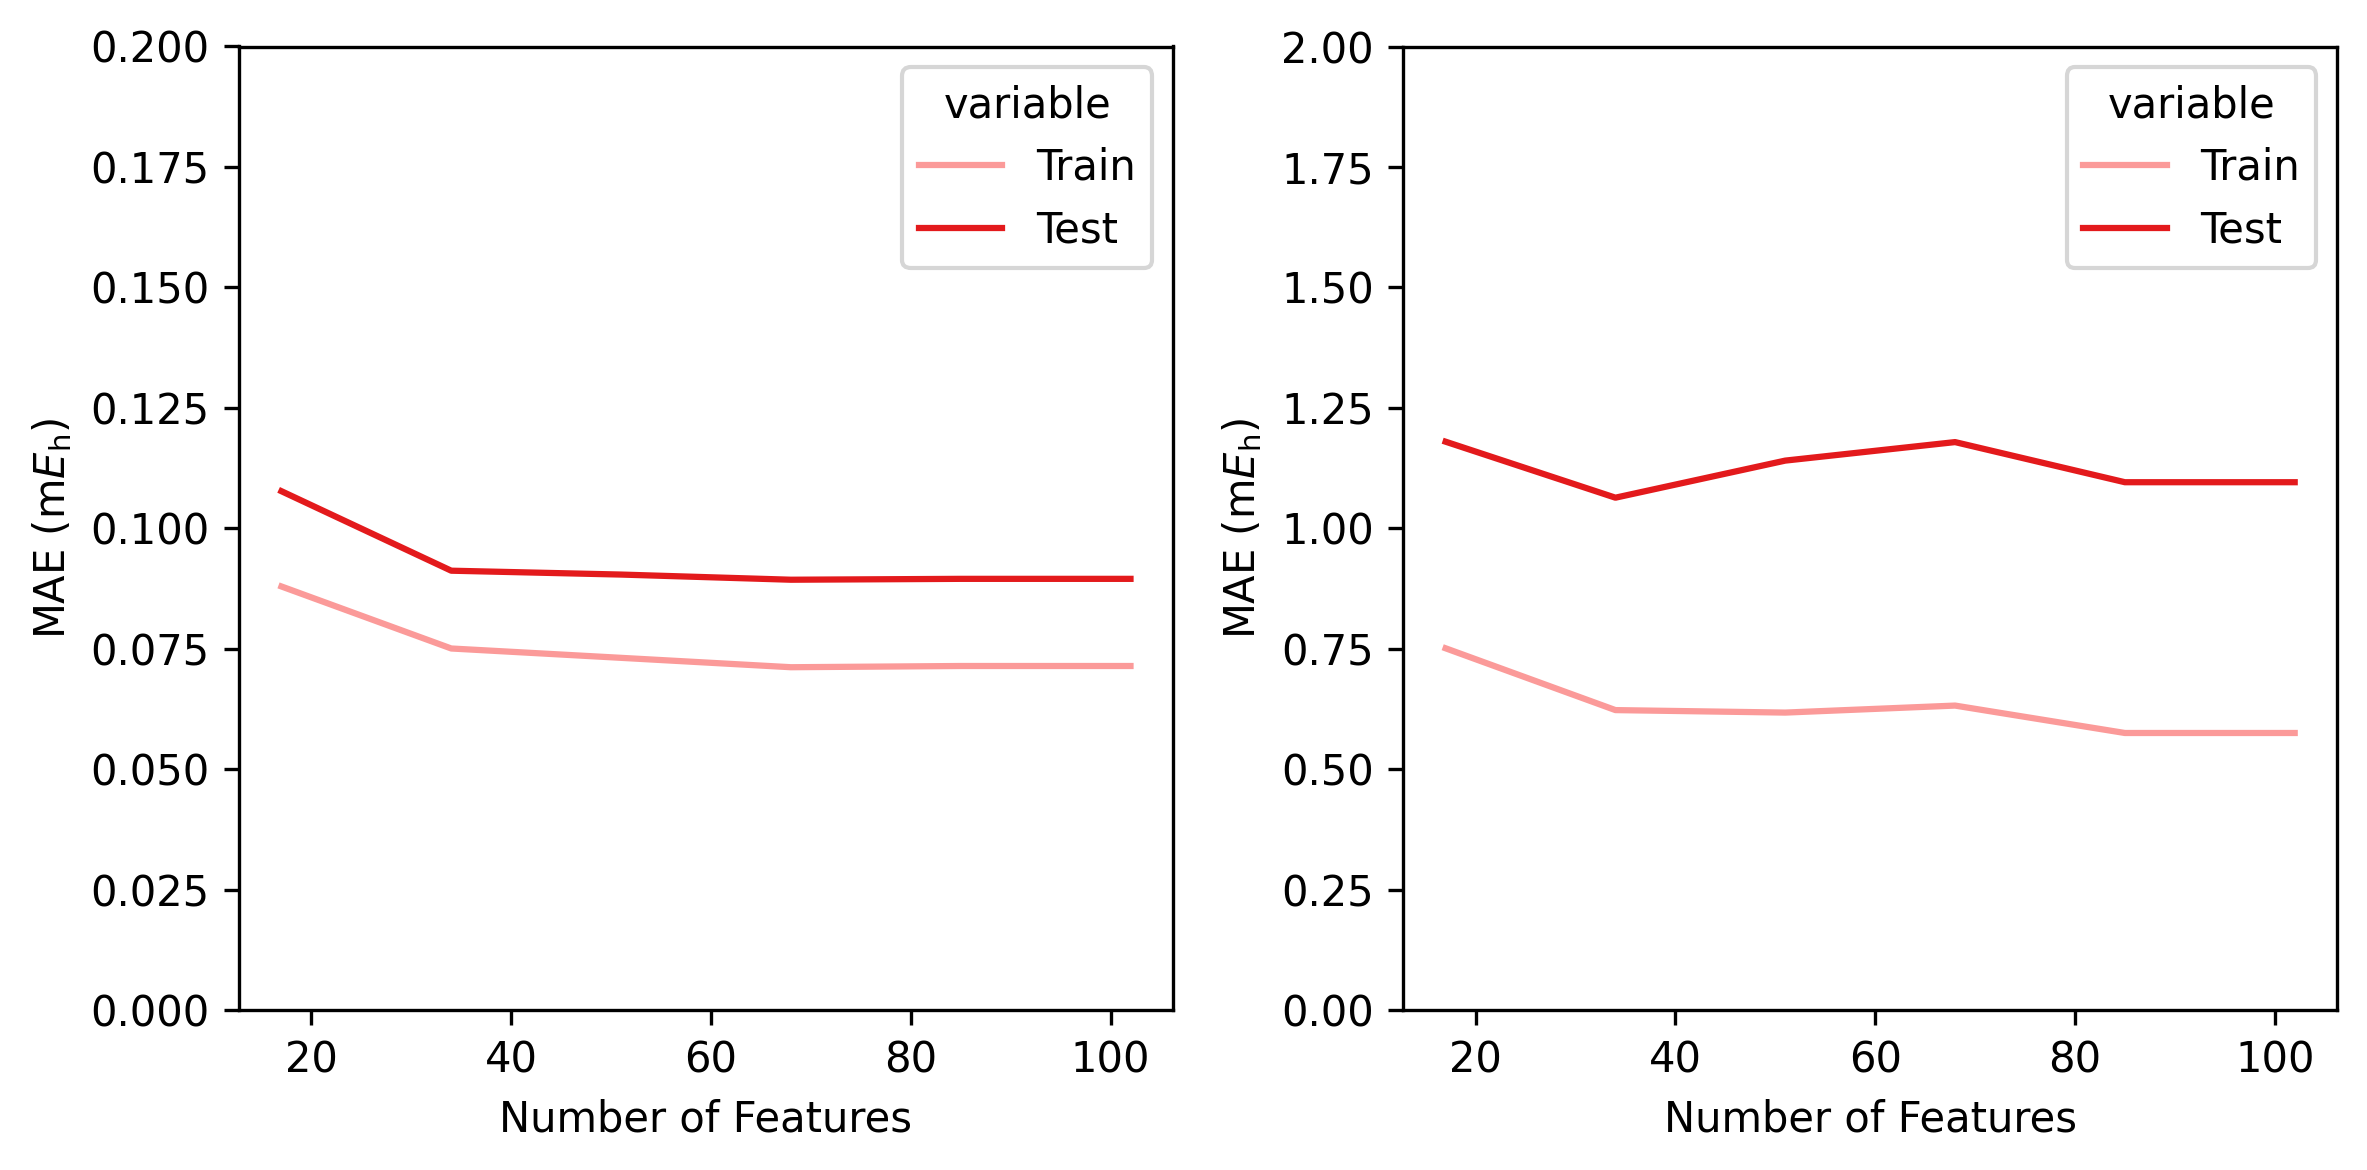 0.200
0.175
0.150
0.125
0.100
0.075
0.050
0.025
0.000
MAE (mEh)
20 40 60 80 100
Number of Features
variable
Train
Test
2.00
1.75
1.50
1.25
1.00
0.75
0.50
0.25
0.00
MAE (mEh)
20 40 60 80 100
Number of Features
variable
Train
Test